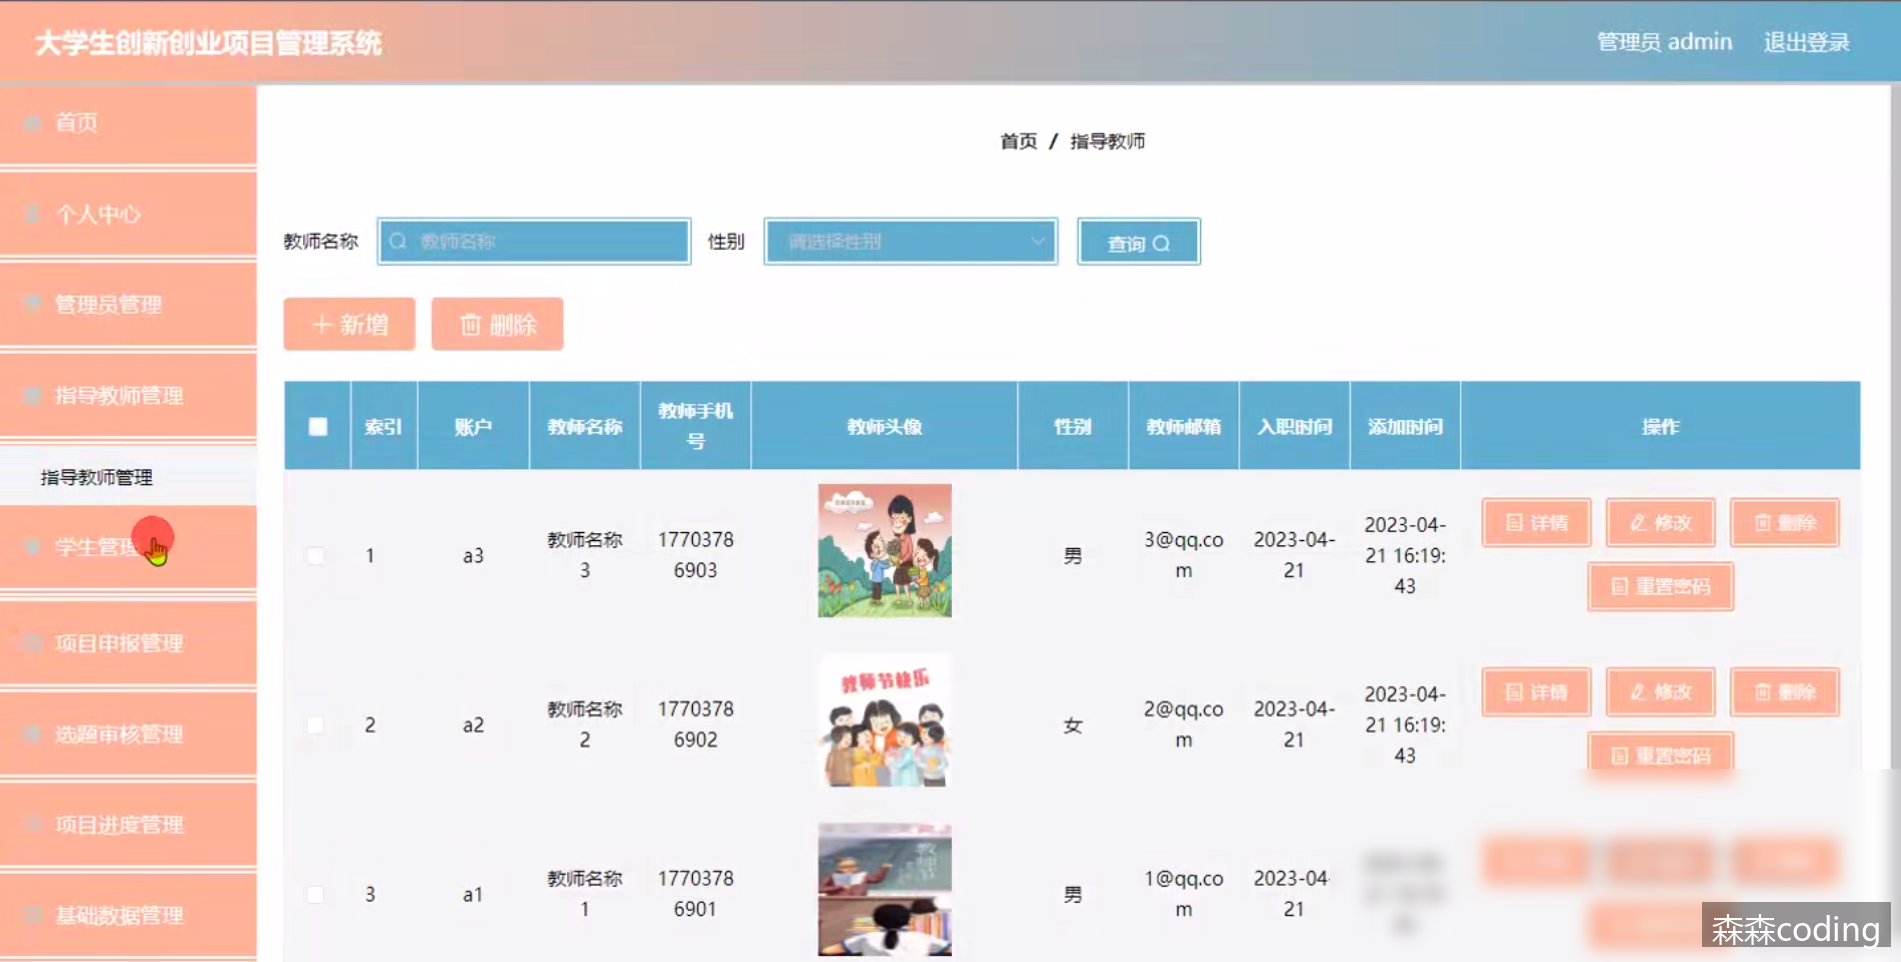 大学生创新创业项目管理系统
管理员 admin 退出登录
首页
个人中心
管理员管理
指导教师管理
指导教师管理
学生管理
项目申报管理
选题审核管理
项目进度管理
基础数据管理
首页 / 指导教师
教师名称 教师名称 性别 请选择性别 查询
新增 删除
索引 账户 教师名称 教师手机号 教师头像 性别 教师邮箱 入职时间 添加时间 操作
1 a3 教师名称3 17703786903 男 3@qq.com 2023-04-21 2023-04-21 16:19:43 详情 修改 删除
重置密码
教师节快乐
2 a2 教师名称2 17703786902 女 2@qq.com 2023-04-21 2023-04-21 16:19:43 详情 修改 删除
重置密码
3 a1 教师名称1 17703786901 男 1@qq.com 2023-04-21
森森coding